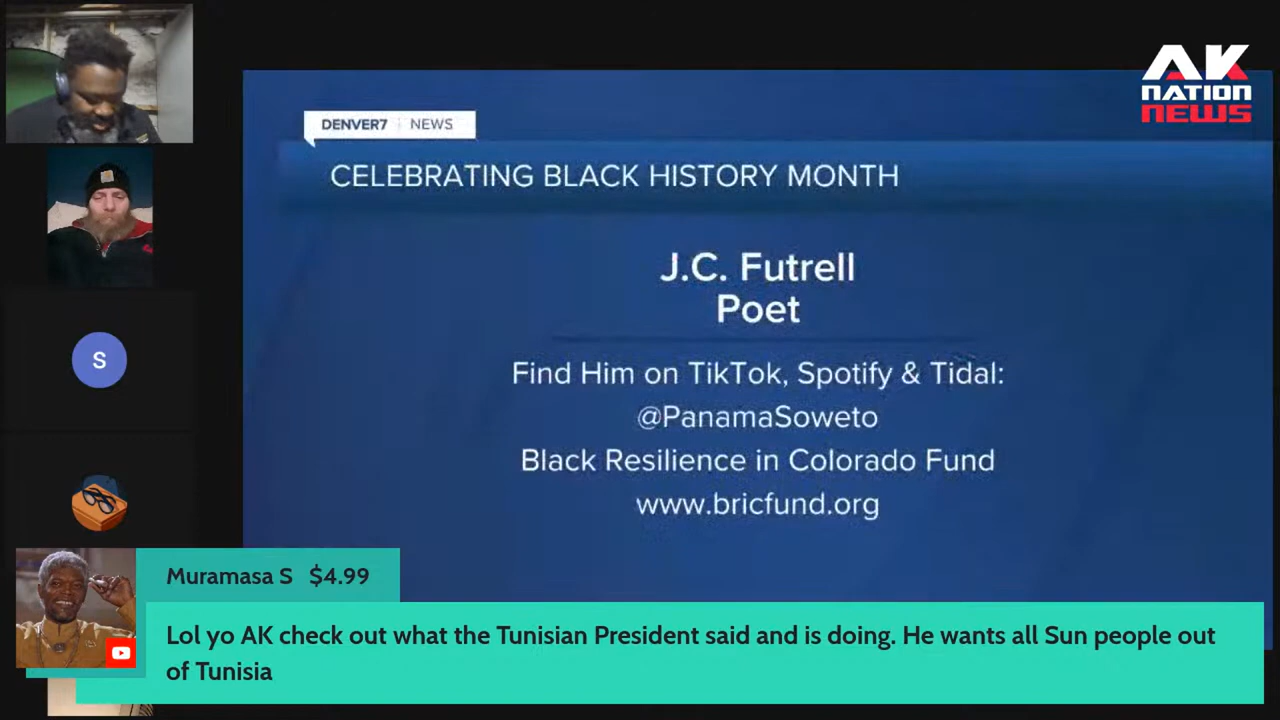 AK
NATION
NEWS
DENVER7 | NEWS
CELEBRATING BLACK HISTORY MONTH
J.C. Futrell
Poet
Find Him on TikTok, Spotify & Tidal:
@PanamaSoweto
Black Resilience in Colorado Fund
www.bricfund.org
S
Muramasa S $4.99
Lol yo AK check out what the Tunisian President said and is doing. He wants all Sun people out
of Tunisia